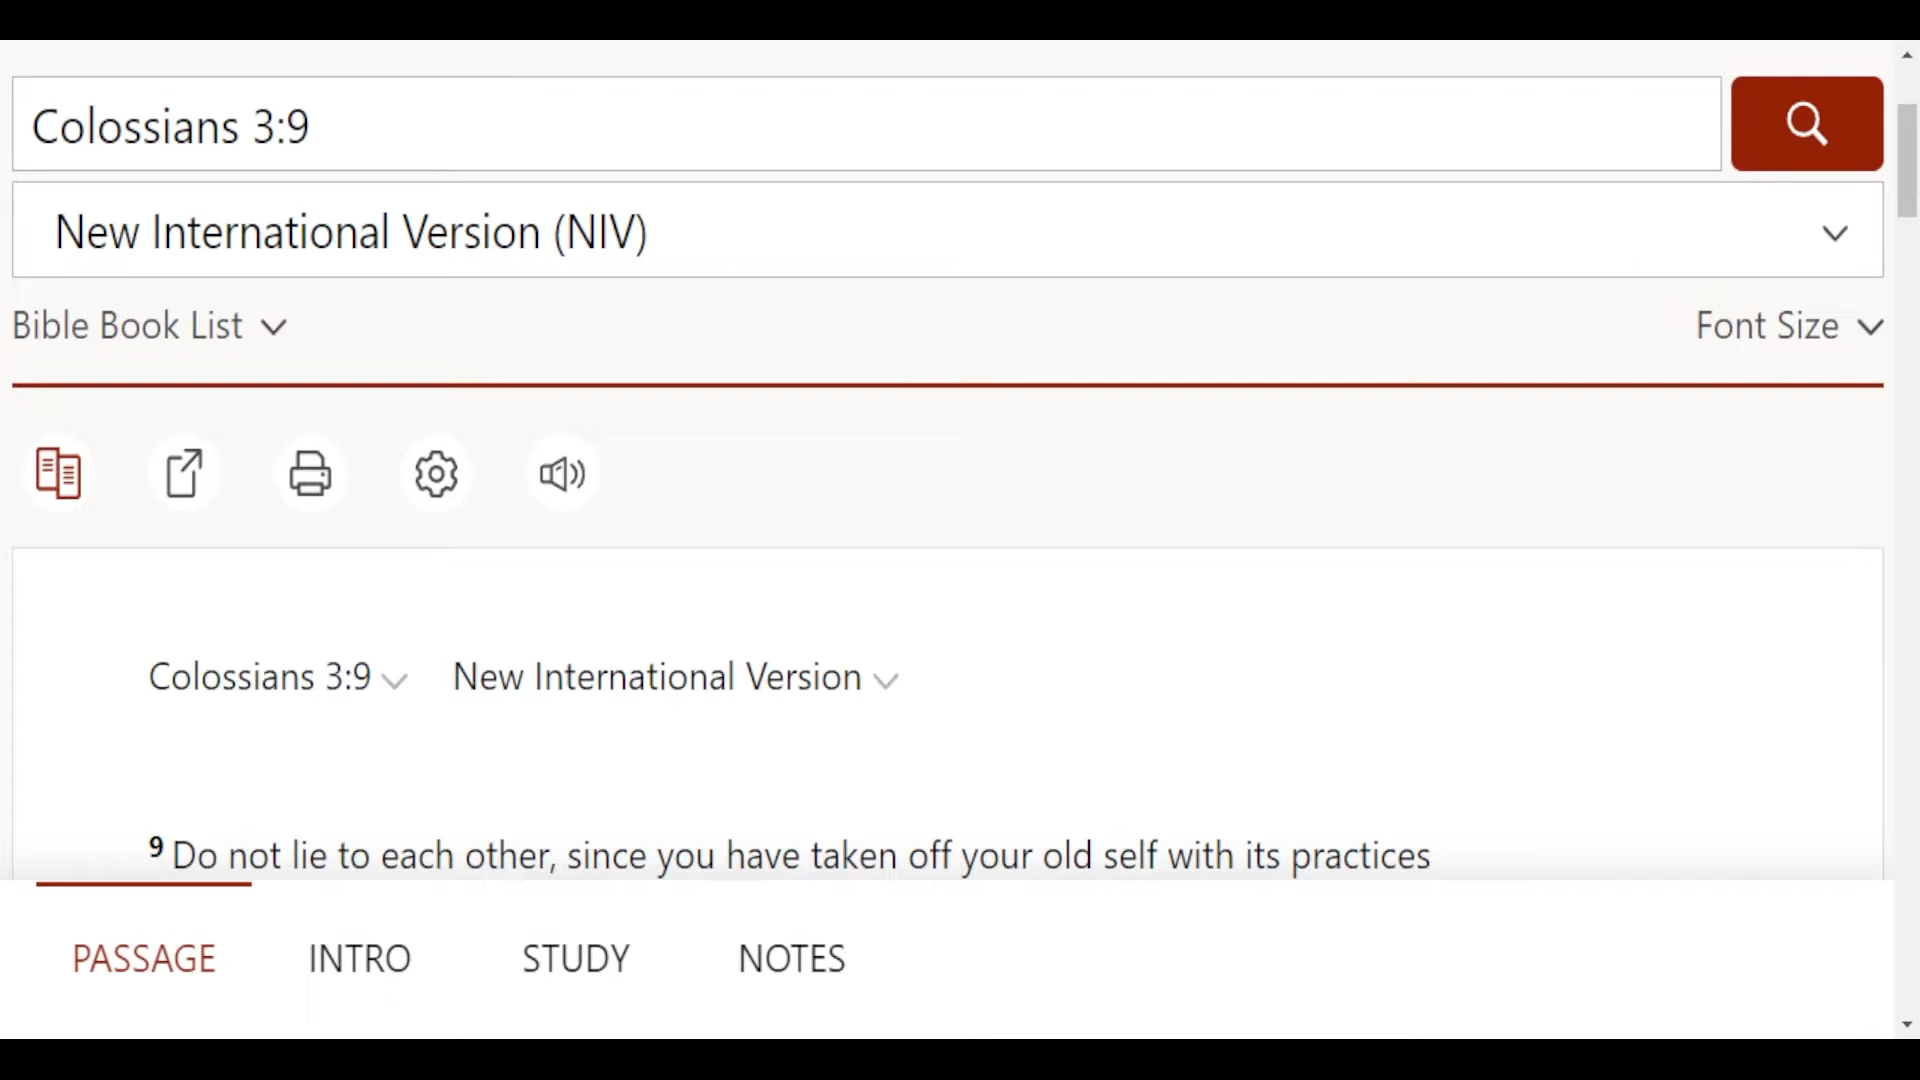 Colossians 3:9
New International Version (NIV)
Bible Book List Font Size
Colossians 3:9 New International Version
9 Do not lie to each other, since you have taken off your old self with its practices
PASSAGE INTRO STUDY NOTES